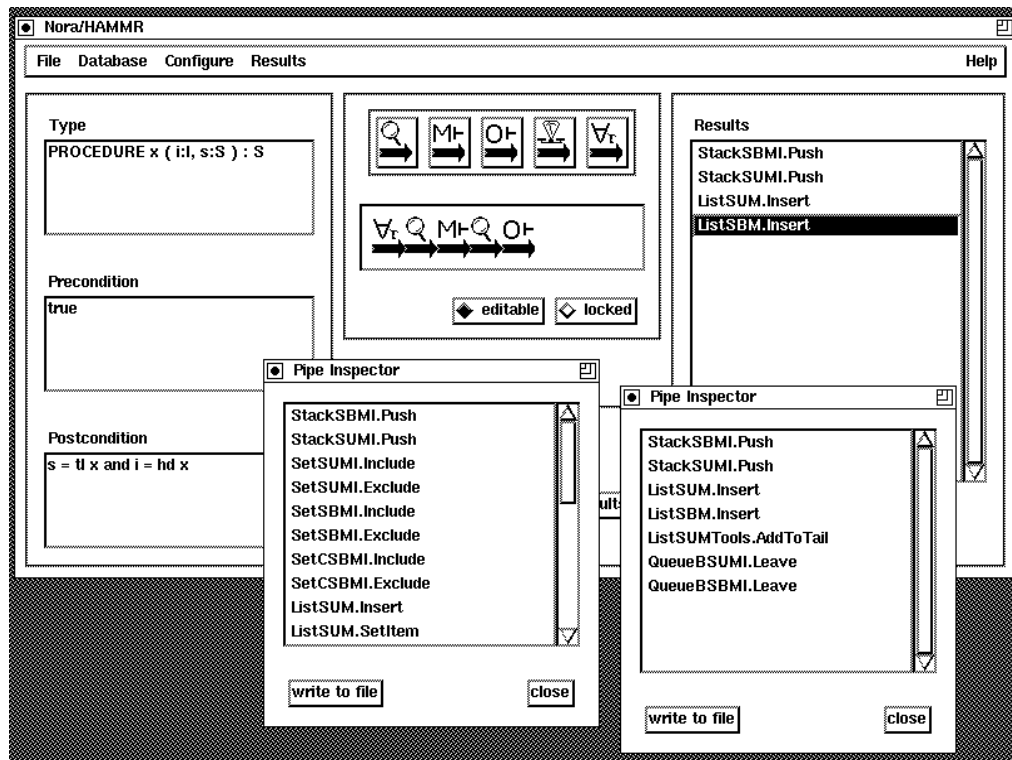 Nora/HAMMR
File Database Configure Results Help
Type
PROCEDURE x ( i:I, s:S ) : S
Precondition
true
Postcondition
s = tl x and i = hd x
M⊢ O⊢ ∀τ
∀τ M⊢ O⊢
editable locked
Results
StackSBMI.Push
StackSUMI.Push
ListSUM.Insert
ListSBM.Insert
Pipe Inspector
StackSBMI.Push
StackSUMI.Push
SetSUMI.Include
SetSUMI.Exclude
SetSBMI.Include
SetSBMI.Exclude
SetCSBMI.Include
SetCSBMI.Exclude
ListSUM.Insert
ListSUM.SetItem
write to file close
Pipe Inspector
StackSBMI.Push
StackSUMI.Push
ListSUM.Insert
ListSBM.Insert
ListSUMTools.AddToTail
QueueBSUMI.Leave
QueueBSBMI.Leave
write to file close